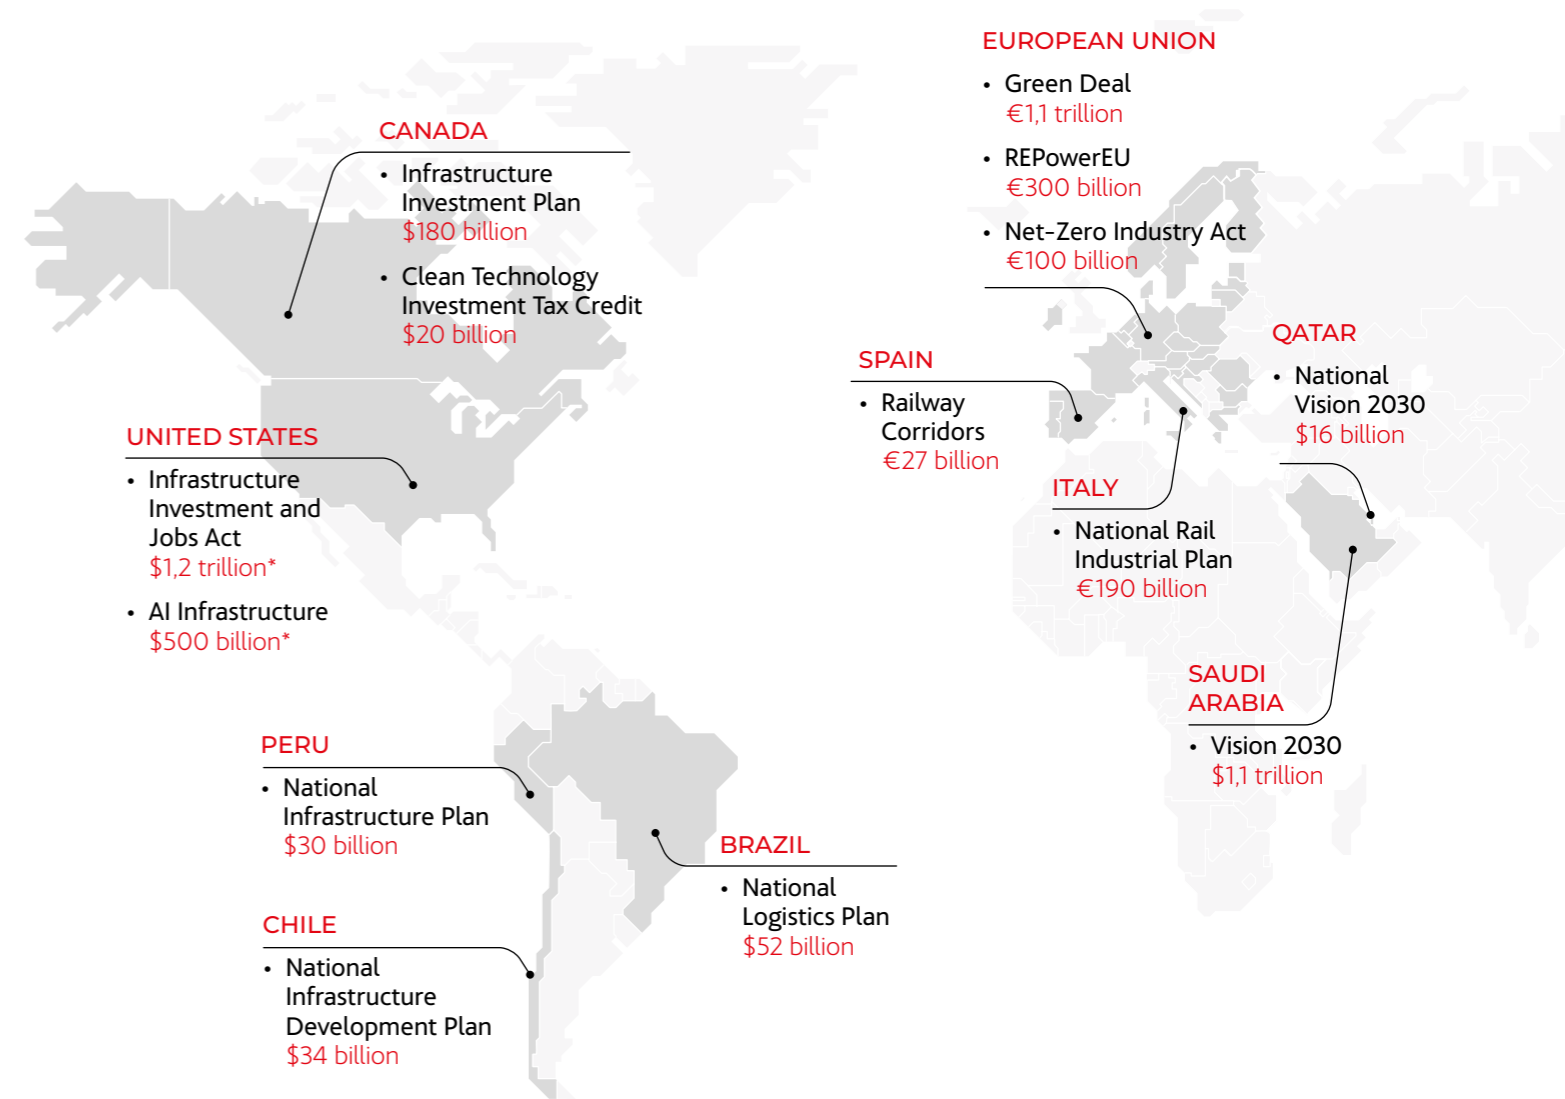 CANADA
• Infrastructure
Investment Plan
$180 billion
• Clean Technology
Investment Tax Credit
$20 billion
UNITED STATES
• Infrastructure
Investment and
Jobs Act
$1,2 trillion*
• AI Infrastructure
$500 billion*
PERU
• National
Infrastructure Plan
$30 billion
CHILE
• National
Infrastructure
Development Plan
$34 billion
BRAZIL
• National
Logistics Plan
$52 billion
EUROPEAN UNION
• Green Deal
€1,1 trillion
• REPowerEU
€300 billion
• Net-Zero Industry Act
€100 billion
SPAIN
• Railway
Corridors
€27 billion
ITALY
• National Rail
Industrial Plan
€190 billion
QATAR
• National
Vision 2030
$16 billion
SAUDI
ARABIA
• Vision 2030
$1,1 trillion